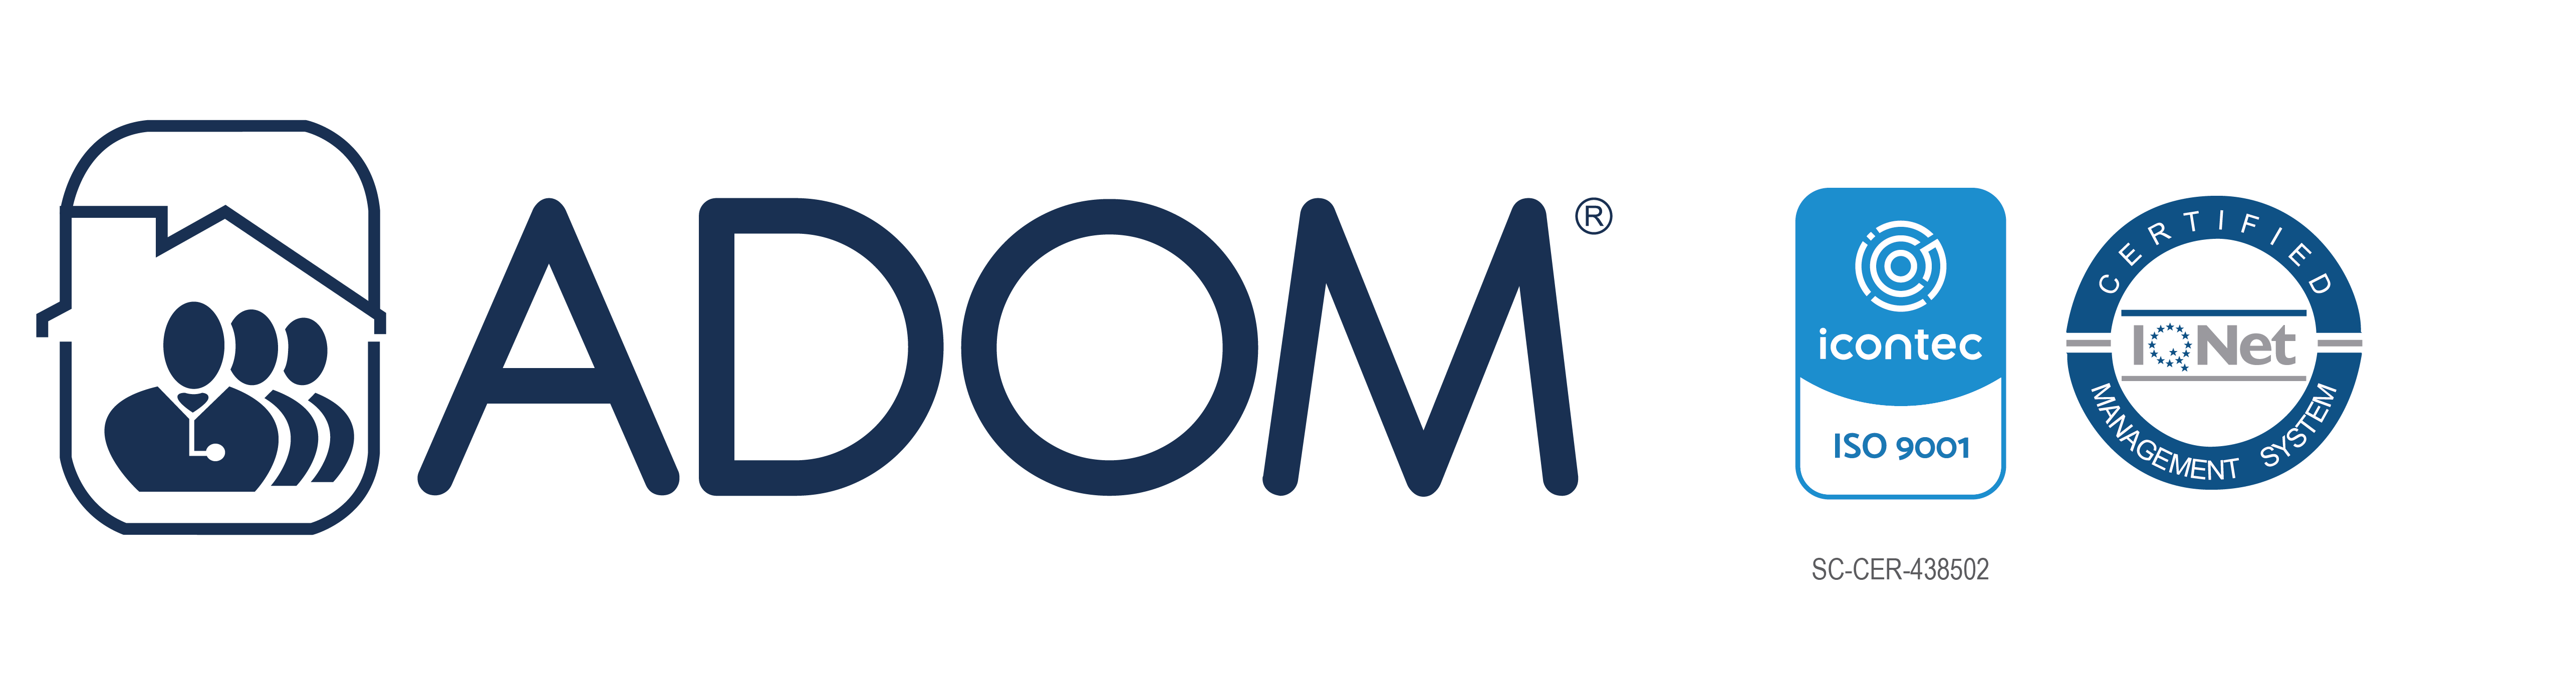 ADOM®
icontec
ISO 9001
SC-CER-438502
CERTIFIED
IQNet
MANAGEMENT SYSTEM